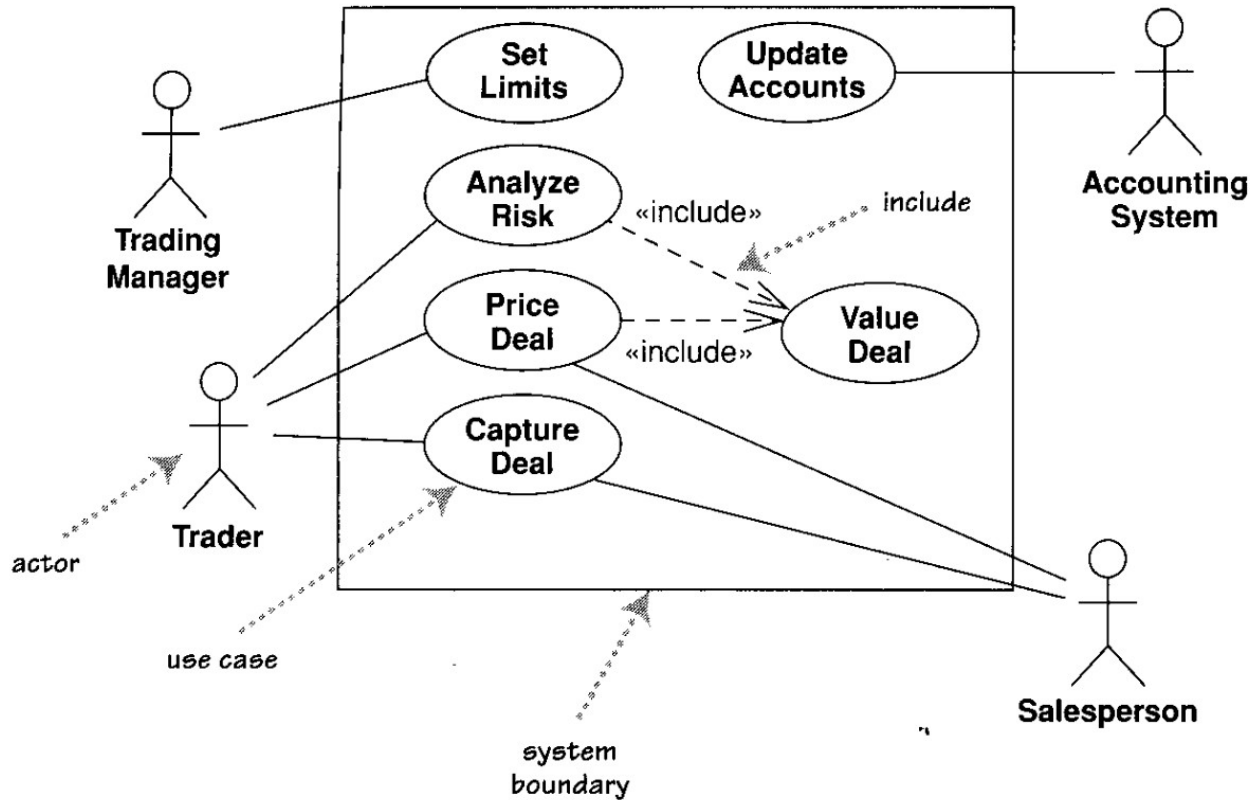 Set
Limits
Update
Accounts
Trading
Manager
Accounting
System
Analyze
Risk
«include»
include
Price
Deal
«include»
Value
Deal
Capture
Deal
Trader
actor
use case
Salesperson
system
boundary